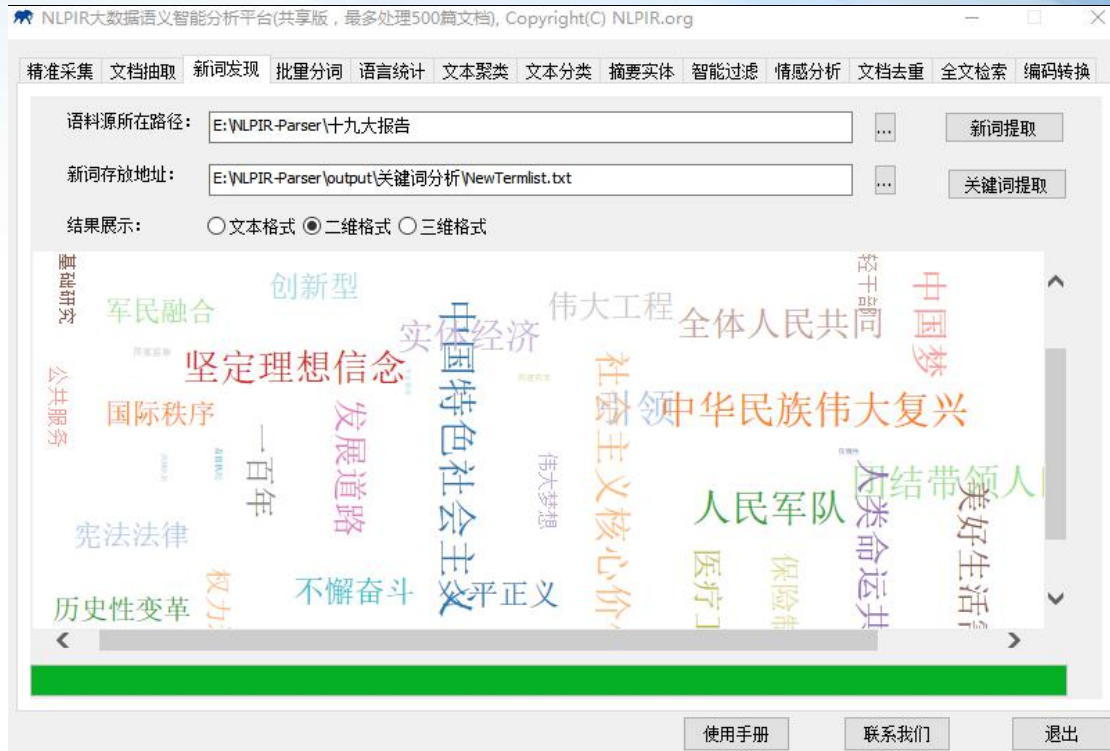 NLPIR大数据语义智能分析平台(共享版，最多处理500篇文档), Copyright(C) NLPIR.org
精准采集 文档抽取 新词发现 批量分词 语言统计 文本聚类 文本分类 摘要实体 智能过滤 情感分析 文档去重 全文检索 编码转换
语料源所在路径： E:\NLPIR-Parser\十九大报告 ... 新词提取
新词存放地址： E:\NLPIR-Parser\output\关键词分析\NewTermlist.txt ... 关键词提取
结果展示： 文本格式 二维格式 三维格式
基础研究
创新型
军民融合
实体经济
伟大工程
全体人民共同
轻干部
中国梦
坚定理想信念
中国特色社会主义
公共服务
国际秩序
发展道路
社会主义核心价
引领
中华民族伟大复兴
一百年
伟大梦想
人民军队
团结带领人
人类命运共
美好生活
宪法法律
权力
不懈奋斗
公平正义
医疗
保险制
历史性变革
使用手册 联系我们 退出